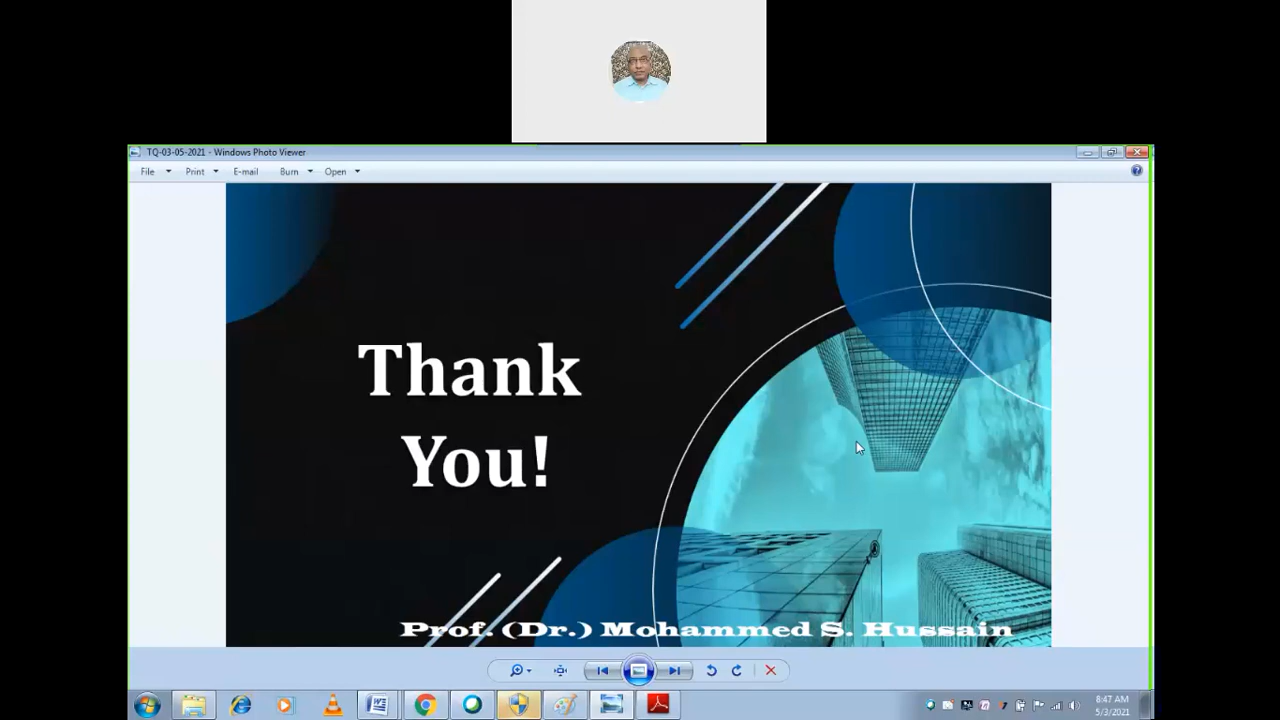 TQ-03-05-2021 - Windows Photo Viewer
File Print E-mail Burn Open
Thank
You!
Prof. (Dr.) Mohammed S. Hussain
8:47 AM
5/3/2021